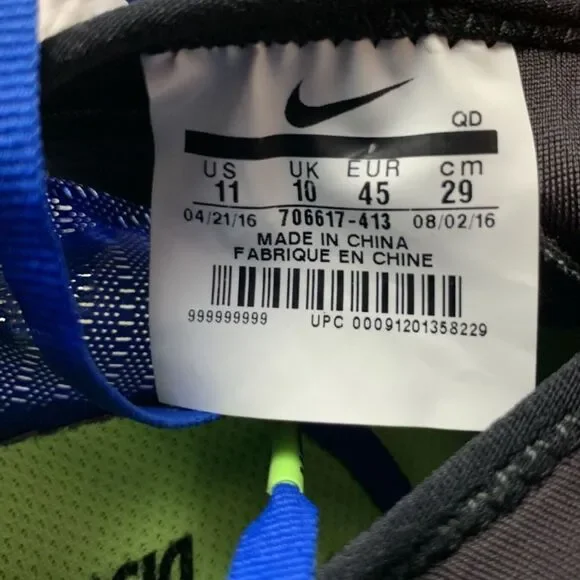 QD
US UK EUR cm
11 10 45 29
04/21/16 706617-413 08/02/16
MADE IN CHINA
FABRIQUE EN CHINE
999999999 UPC 00091201358229